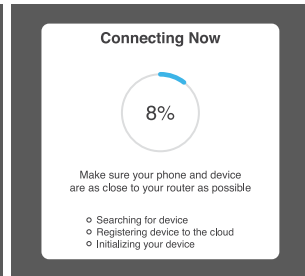 Connecting Now
8%
Make sure your phone and device
are as close to your router as possible
Searching for device
Registering device to the cloud
Initializing your device